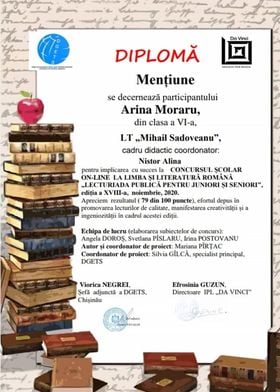 DGETS
Da Vinci
DIPLOMĂ
Mențiune
se decernează participantului
Arina Moraru,
din clasa a VI-a,
LT „Mihail Sadoveanu”,
cadru didactic coordonator:
Nistor Alina
pentru implicarea cu succes la CONCURSUL ȘCOLAR
ON-LINE LA LIMBA ȘI LITERATURĂ ROMÂNĂ
„LECTURIADA PUBLICĂ PENTRU JUNIORI ȘI SENIORI”,
ediția a XVIII-a, noiembrie, 2020.
Apreciem rezultatul ( 79 din 100 puncte), efortul depus în
promovarea lecturilor de calitate, manifestarea creativității și a
ingeniozității în cadrul acestei ediții.
Echipa de lucru (elaborarea subiectelor de concurs):
Angela DOROȘ, Svetlana PÎSLARU, Irina POSTOVANU
Autor și coordonator de proiect: Mariana PÎRȚAC
Coordonator de proiect: Silvia GÎLCĂ, specialist principal,
DGETS
Viorica NEGREI,
Șefă adjunctă a DGETS,
Chișinău
Efrosinia GUZUN,
Directoare IPL „DA VINCI”